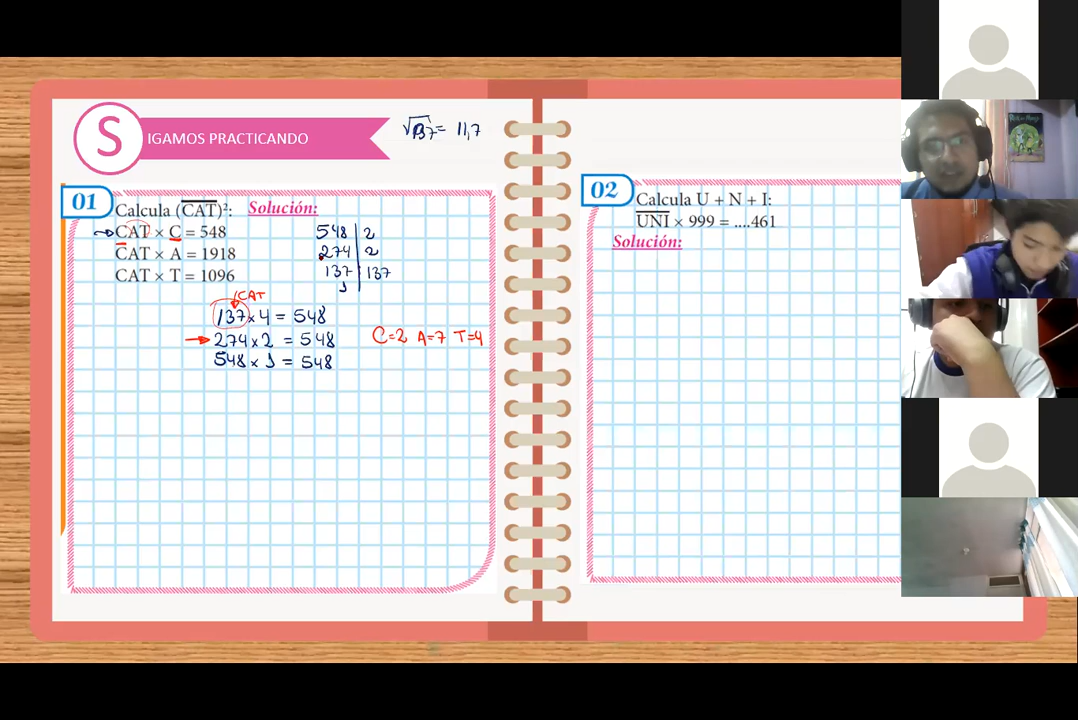 S IGAMOS PRACTICANDO
√137 = 11,7
01
Calcula (CAT)²: Solución:
CAT × C = 548
CAT × A = 1918
CAT × T = 1096
548 | 2
274 | 2
137 | 137
1
CAT
137 × 4 = 548
274 × 2 = 548
548 × 1 = 548
C=2 A=7 T=4
02
Calcula U + N + I:
UNI × 999 = ....461
Solución: